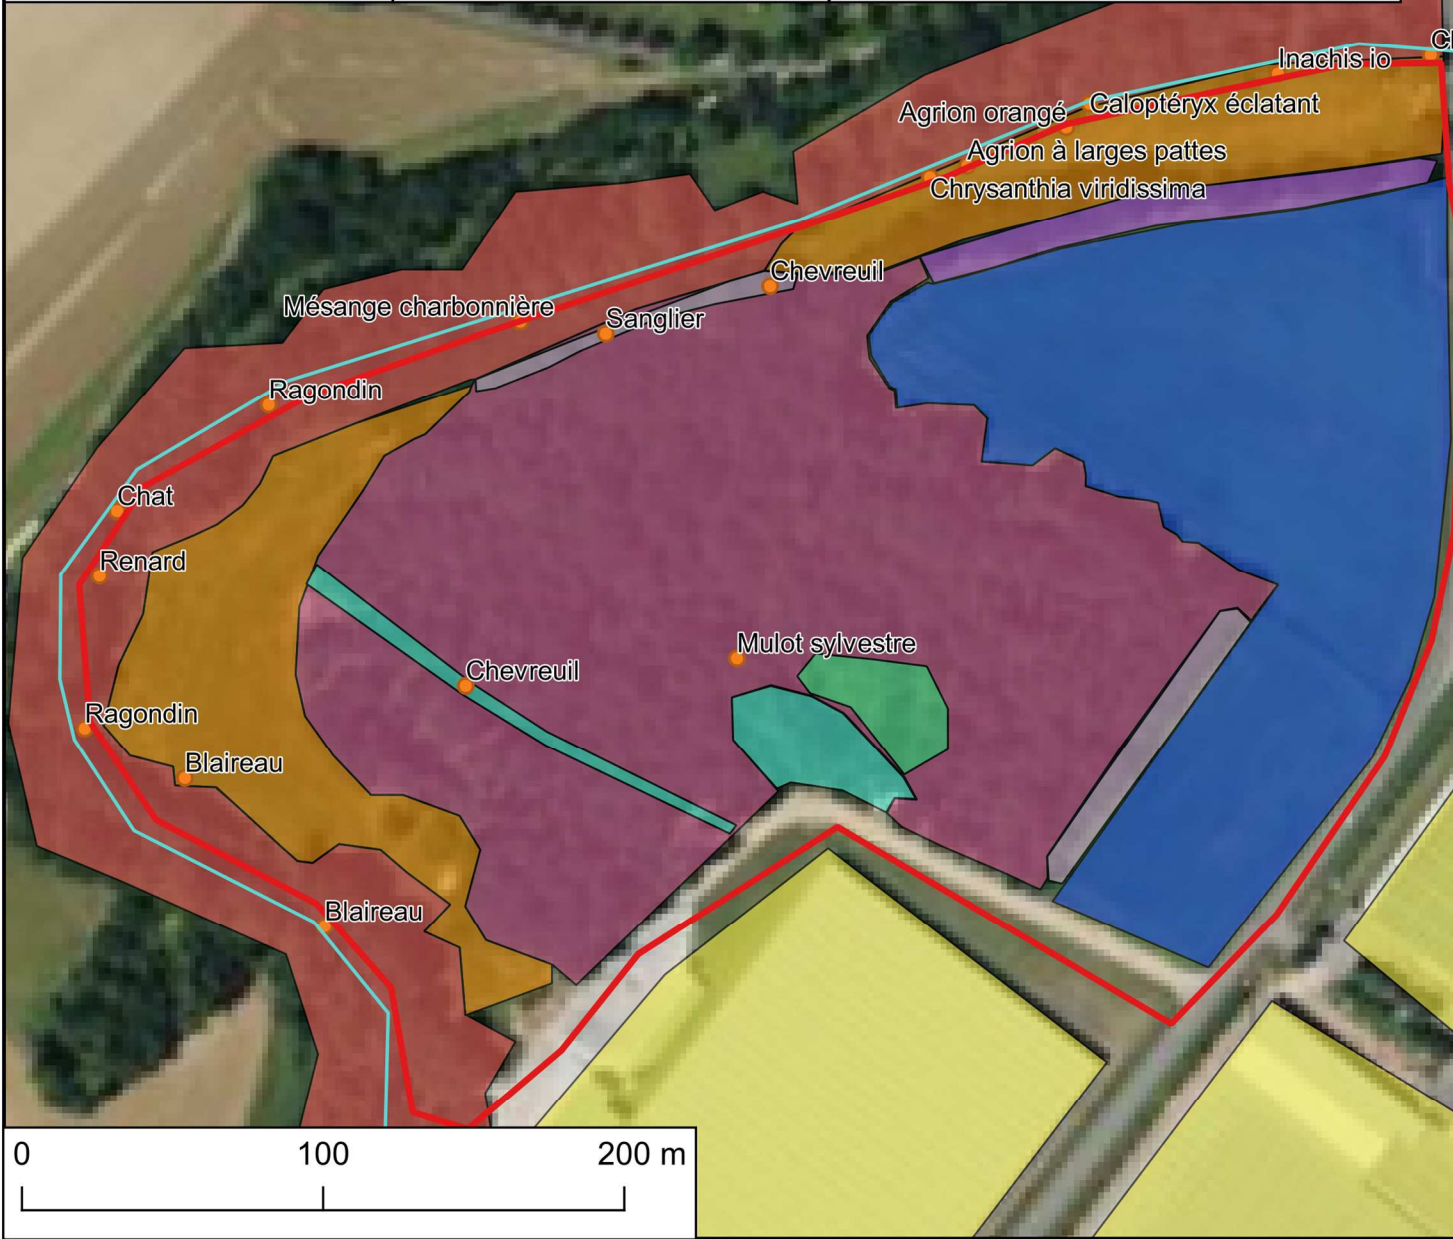 Inachis io
Agrion orangé
Caloptéryx éclatant
Agrion à larges pattes
Chrysanthia viridissima
Chevreuil
Mésange charbonnière
Sanglier
Ragondin
Chat
Renard
Mulot sylvestre
Chevreuil
Ragondin
Blaireau
Blaireau
0 100 200 m